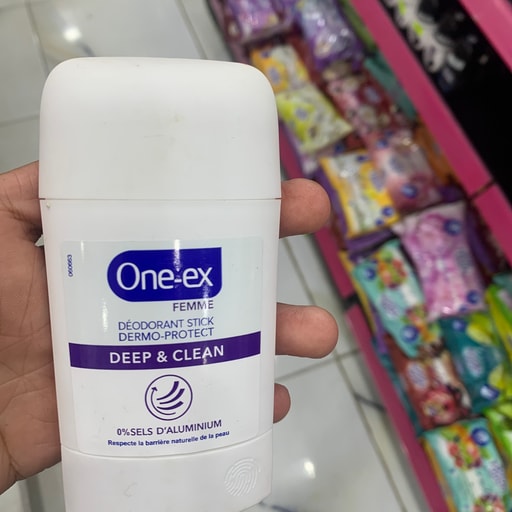 One-ex
FEMME
DÉODORANT STICK
DERMO-PROTECT
DEEP & CLEAN
0%SELS D'ALUMINIUM
Respecte la barrière naturelle de la peau